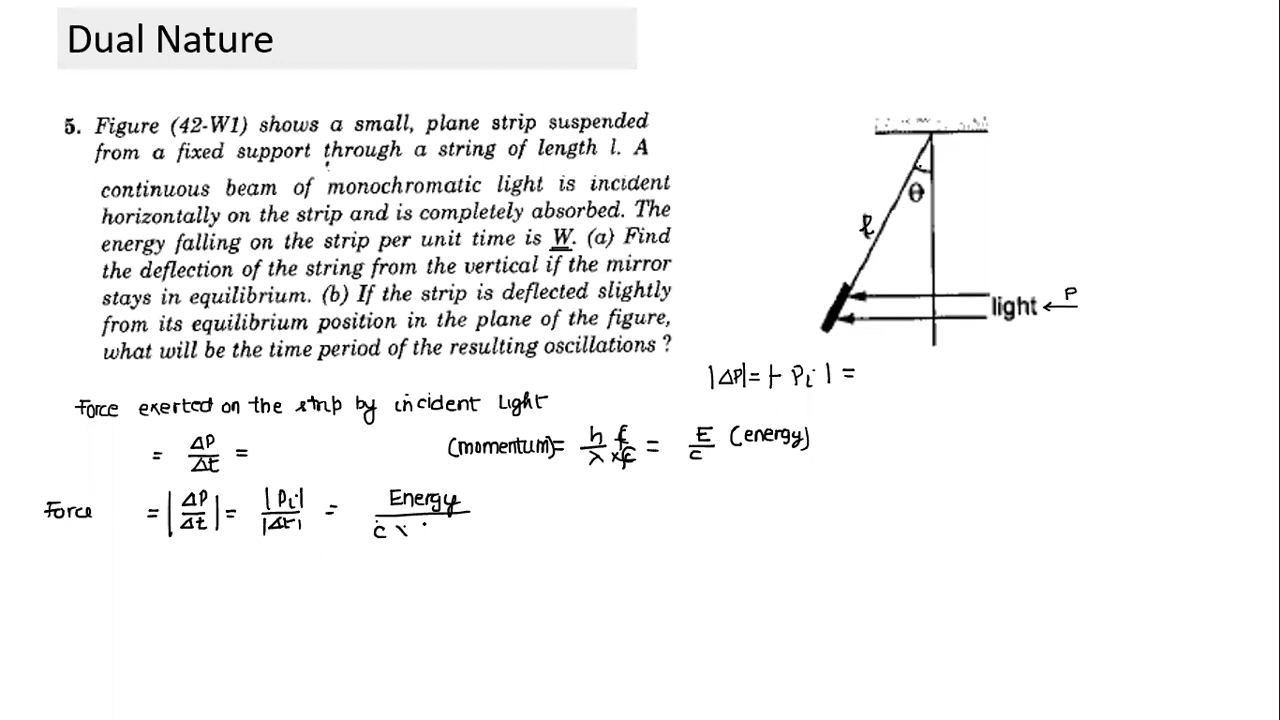 Dual Nature
5. Figure (42-W1) shows a small, plane strip suspended
from a fixed support through a string of length l. A
continuous beam of monochromatic light is incident
horizontally on the strip and is completely absorbed. The
energy falling on the strip per unit time is W. (a) Find
the deflection of the string from the vertical if the mirror
stays in equilibrium. (b) If the strip is deflected slightly
from its equilibrium position in the plane of the figure,
what will be the time period of the resulting oscillations ?
θ
ℓ
light ← P
|ΔP| = |- Pi | =
Force exerted on the strip by incident Light
= ΔP/Δt =
(momentum) = h/λ × f/f = E/c (energy)
Force = |ΔP/Δt| = |Pi|/|Δt| = Energy/c ×